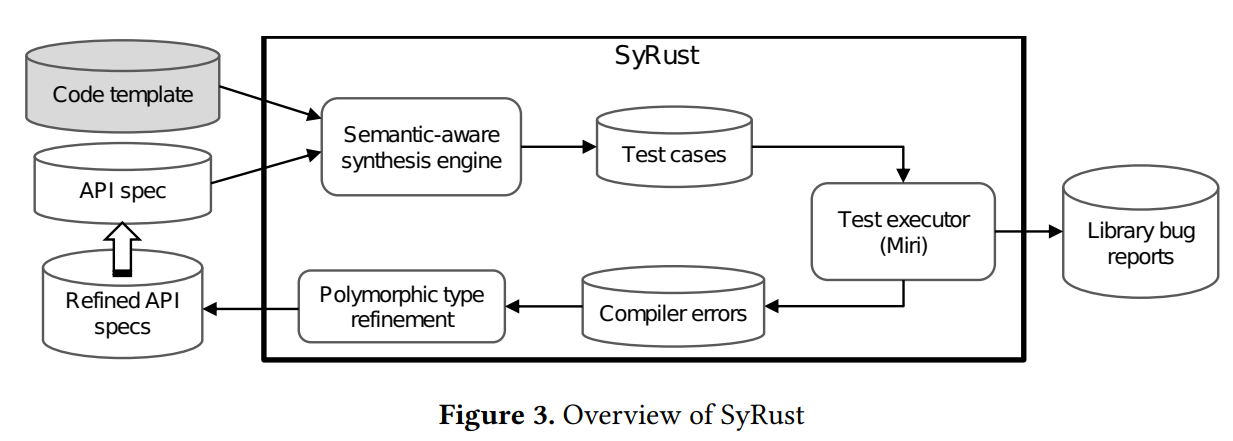 SyRust
Code template
Semantic-aware
synthesis engine
Test cases
API spec
Test executor
(Miri)
Library bug
reports
Refined API
specs
Polymorphic type
refinement
Compiler errors
Figure 3. Overview of SyRust